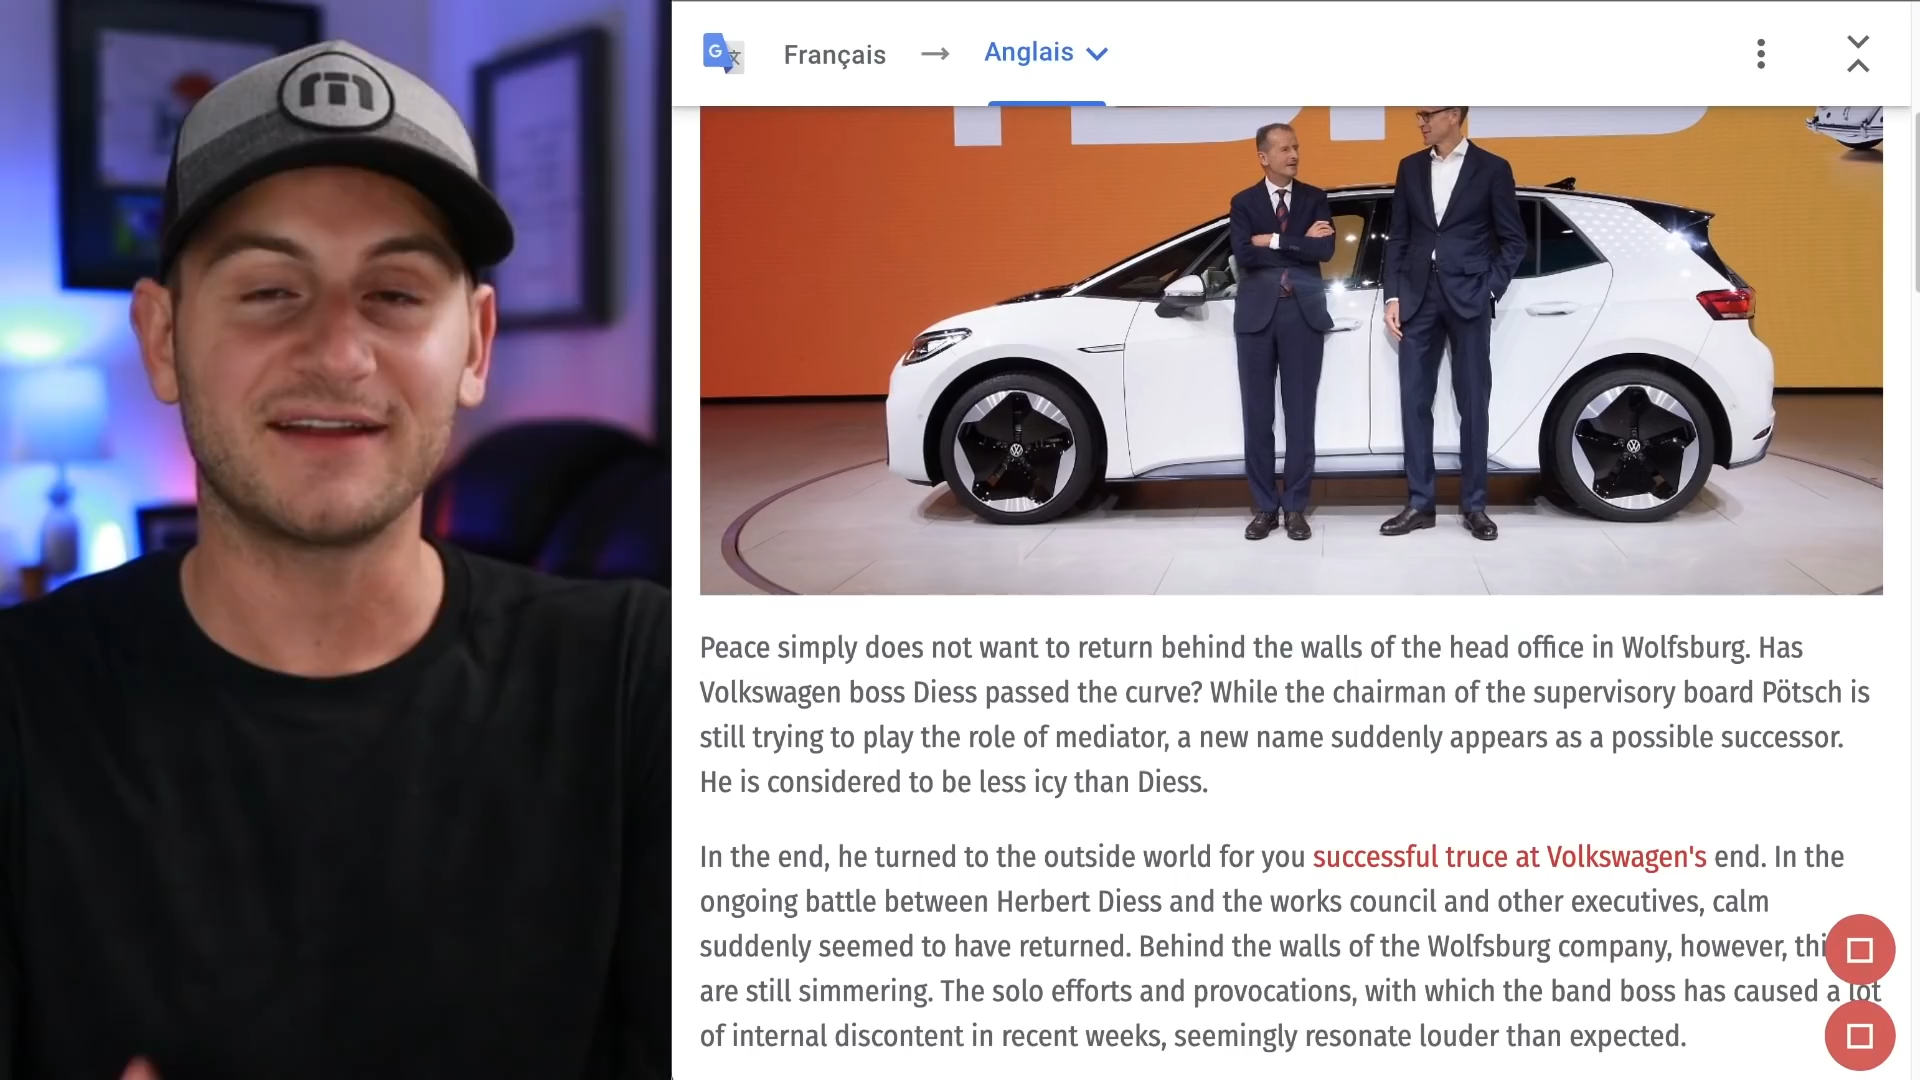 Français → Anglais
Peace simply does not want to return behind the walls of the head office in Wolfsburg. Has
Volkswagen boss Diess passed the curve? While the chairman of the supervisory board Pötsch is
still trying to play the role of mediator, a new name suddenly appears as a possible successor.
He is considered to be less icy than Diess.
In the end, he turned to the outside world for you successful truce at Volkswagen's end. In the
ongoing battle between Herbert Diess and the works council and other executives, calm
suddenly seemed to have returned. Behind the walls of the Wolfsburg company, however, thi
are still simmering. The solo efforts and provocations, with which the band boss has caused a lot
of internal discontent in recent weeks, seemingly resonate louder than expected.